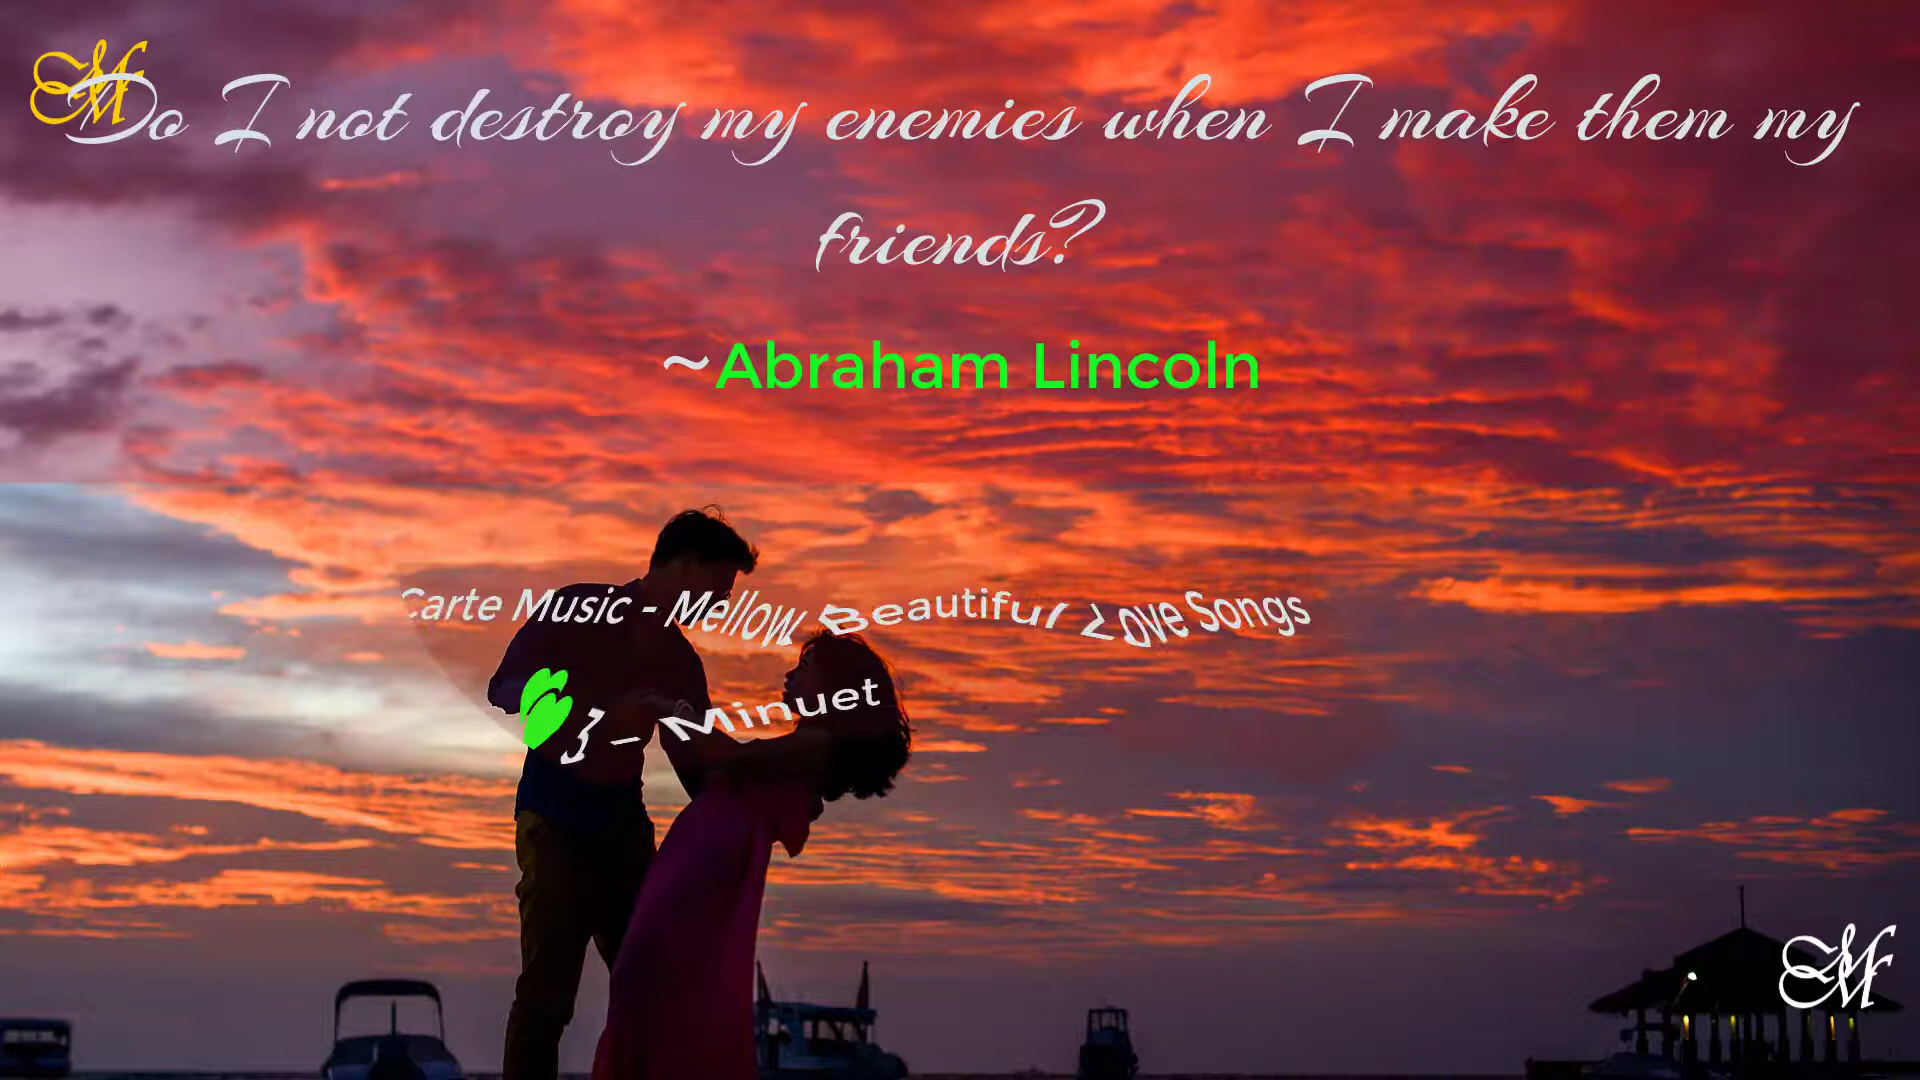 Do I not destroy my enemies when I make them my
friends?
~Abraham Lincoln
Carte Music - Mellow Beautiful Love Songs
3 - Minuet
M